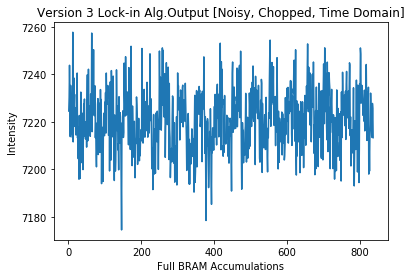 Version 3 Lock-in Alg.Output [Noisy, Chopped, Time Domain]
7260
7240
7220
7200
7180
Intensity
0 200 400 600 800
Full BRAM Accumulations